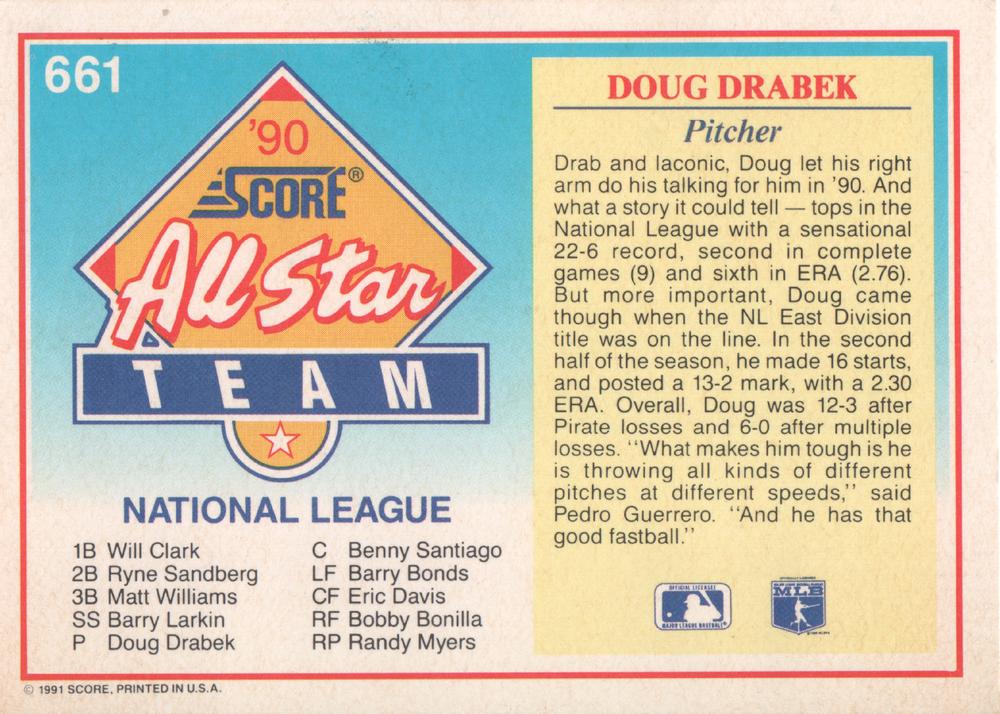 661
'90
SCORE®
All Star
TEAM
NATIONAL LEAGUE
1B Will Clark
2B Ryne Sandberg
3B Matt Williams
SS Barry Larkin
P Doug Drabek
C Benny Santiago
LF Barry Bonds
CF Eric Davis
RF Bobby Bonilla
RP Randy Myers
DOUG DRABEK
Pitcher
Drab and laconic, Doug let his right
arm do his talking for him in '90. And
what a story it could tell — tops in the
National League with a sensational
22-6 record, second in complete
games (9) and sixth in ERA (2.76).
But more important, Doug came
though when the NL East Division
title was on the line. In the second
half of the season, he made 16 starts,
and posted a 13-2 mark, with a 2.30
ERA. Overall, Doug was 12-3 after
Pirate losses and 6-0 after multiple
losses. "What makes him tough is he
is throwing all kinds of different
pitches at different speeds," said
Pedro Guerrero. "And he has that
good fastball."
OFFICIAL LICENSEE
MAJOR LEAGUE BASEBALL®
MLB
© 1991 SCORE, PRINTED IN U.S.A.